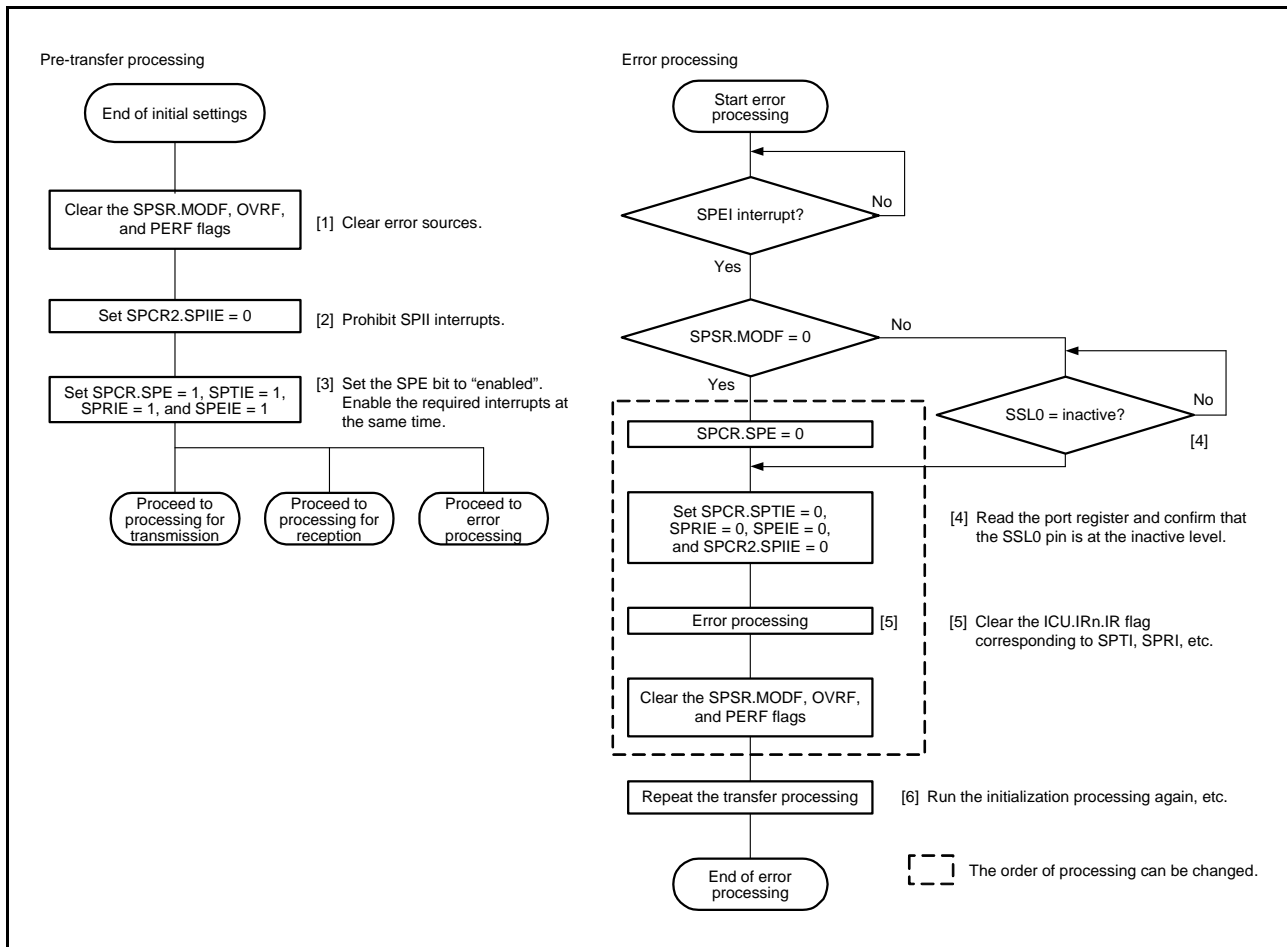 Pre-transfer processing
End of initial settings
Clear the SPSR.MODF, OVRF,
and PERF flags
[1] Clear error sources.
Set SPCR2.SPIIE = 0
[2] Prohibit SPII interrupts.
Set SPCR.SPE = 1, SPTIE = 1,
SPRIE = 1, and SPEIE = 1
[3] Set the SPE bit to “enabled”.
Enable the required interrupts at
the same time.
Proceed to
processing for
transmission
Proceed to
processing for
reception
Proceed to
error
processing
Error processing
Start error
processing
SPEI interrupt?
No
Yes
SPSR.MODF = 0
No
Yes
SSL0 = inactive?
No
[4]
SPCR.SPE = 0
Set SPCR.SPTIE = 0,
SPRIE = 0, SPEIE = 0,
and SPCR2.SPIIE = 0
[4] Read the port register and confirm that
the SSL0 pin is at the inactive level.
Error processing
[5]
[5] Clear the ICU.IRn.IR flag
corresponding to SPTI, SPRI, etc.
Clear the SPSR.MODF, OVRF,
and PERF flags
Repeat the transfer processing
[6] Run the initialization processing again, etc.
End of error
processing
The order of processing can be changed.